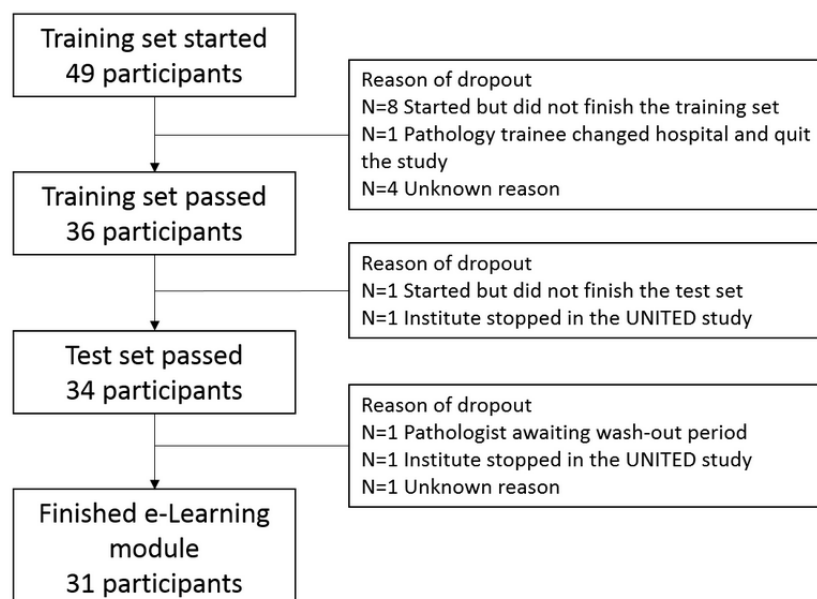 Training set started
49 participants
Reason of dropout
N=8 Started but did not finish the training set
N=1 Pathology trainee changed hospital and quit
the study
N=4 Unknown reason
Training set passed
36 participants
Reason of dropout
N=1 Started but did not finish the test set
N=1 Institute stopped in the UNITED study
Test set passed
34 participants
Reason of dropout
N=1 Pathologist awaiting wash-out period
N=1 Institute stopped in the UNITED study
N=1 Unknown reason
Finished e-Learning
module
31 participants